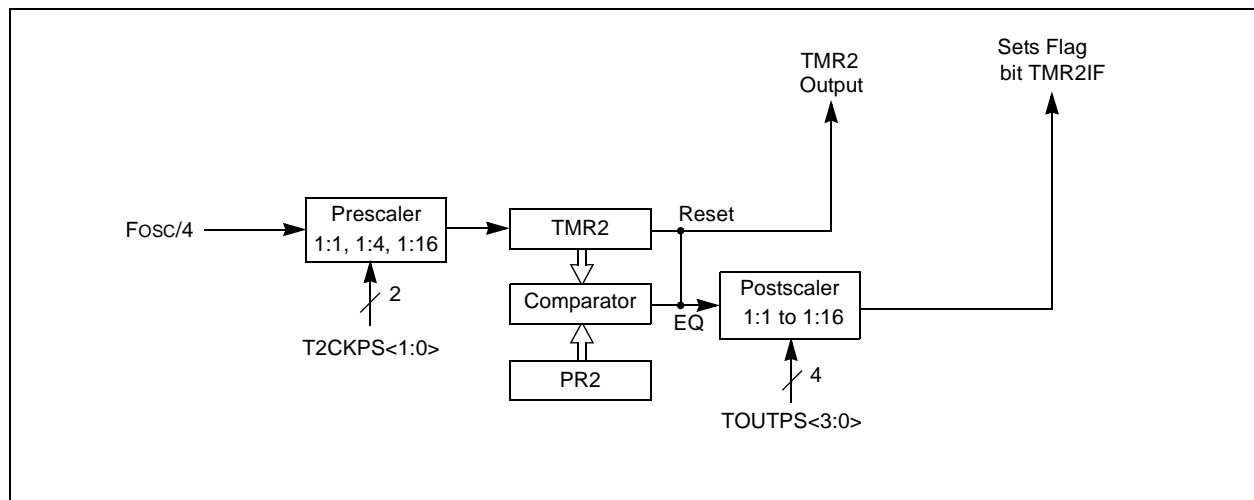 TMR2
Output
Sets Flag
bit TMR2IF
FOSC/4
Prescaler
1:1, 1:4, 1:16
TMR2
Reset
2
Comparator
EQ
Postscaler
1:1 to 1:16
T2CKPS<1:0>
PR2
4
TOUTPS<3:0>